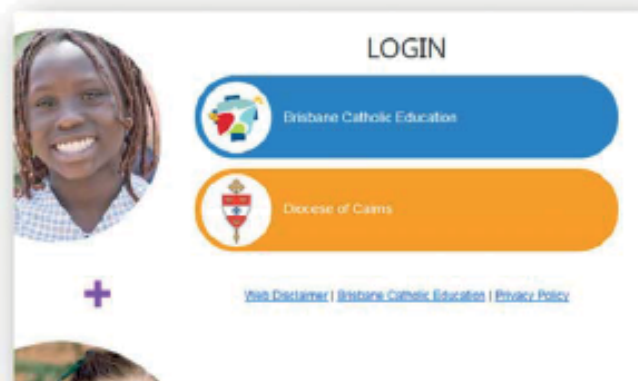 LOGIN
Brisbane Catholic Education
Diocese of Cairns
Web Disclaimer | Brisbane Catholic Education | Privacy Policy